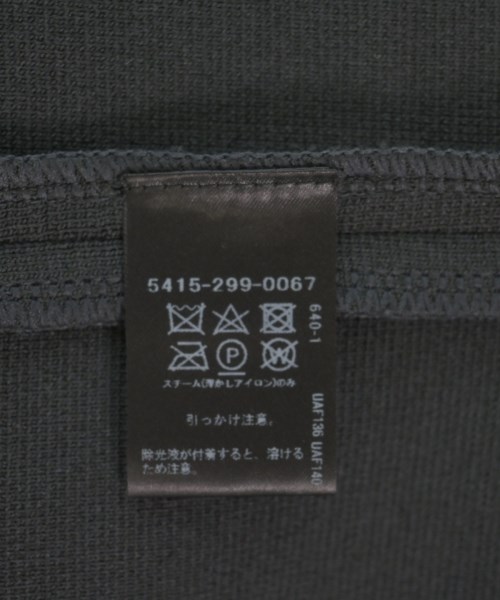 5415-299-0067
P
W
スチーム(浮かしアイロン)のみ
引っかけ注意。
除光液が付着すると、溶ける
ため注意。
640-1
UAF136 UAF140